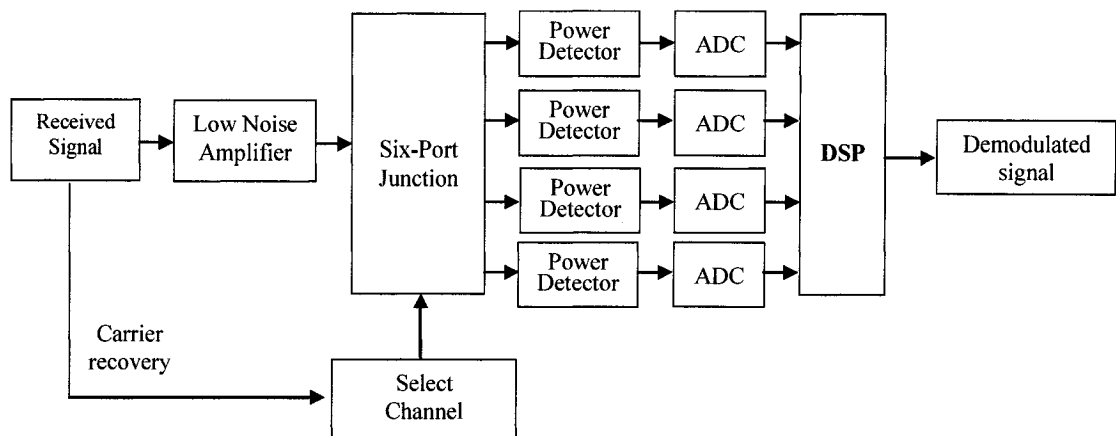 Received
Signal
Low Noise
Amplifier
Six-Port
Junction
Power
Detector
ADC
Power
Detector
ADC
Power
Detector
ADC
Power
Detector
ADC
DSP
Demodulated
signal
Carrier
recovery
Select
Channel